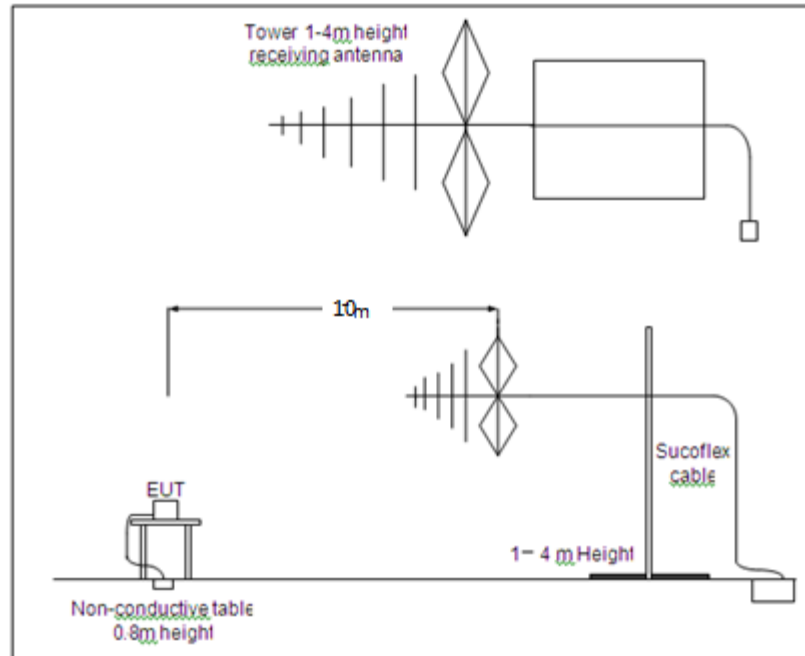 Tower 1-4m height
receiving antenna
10m
Sucoflex
cable
EUT
1– 4 m Height
Non-conductive table
0.8m height